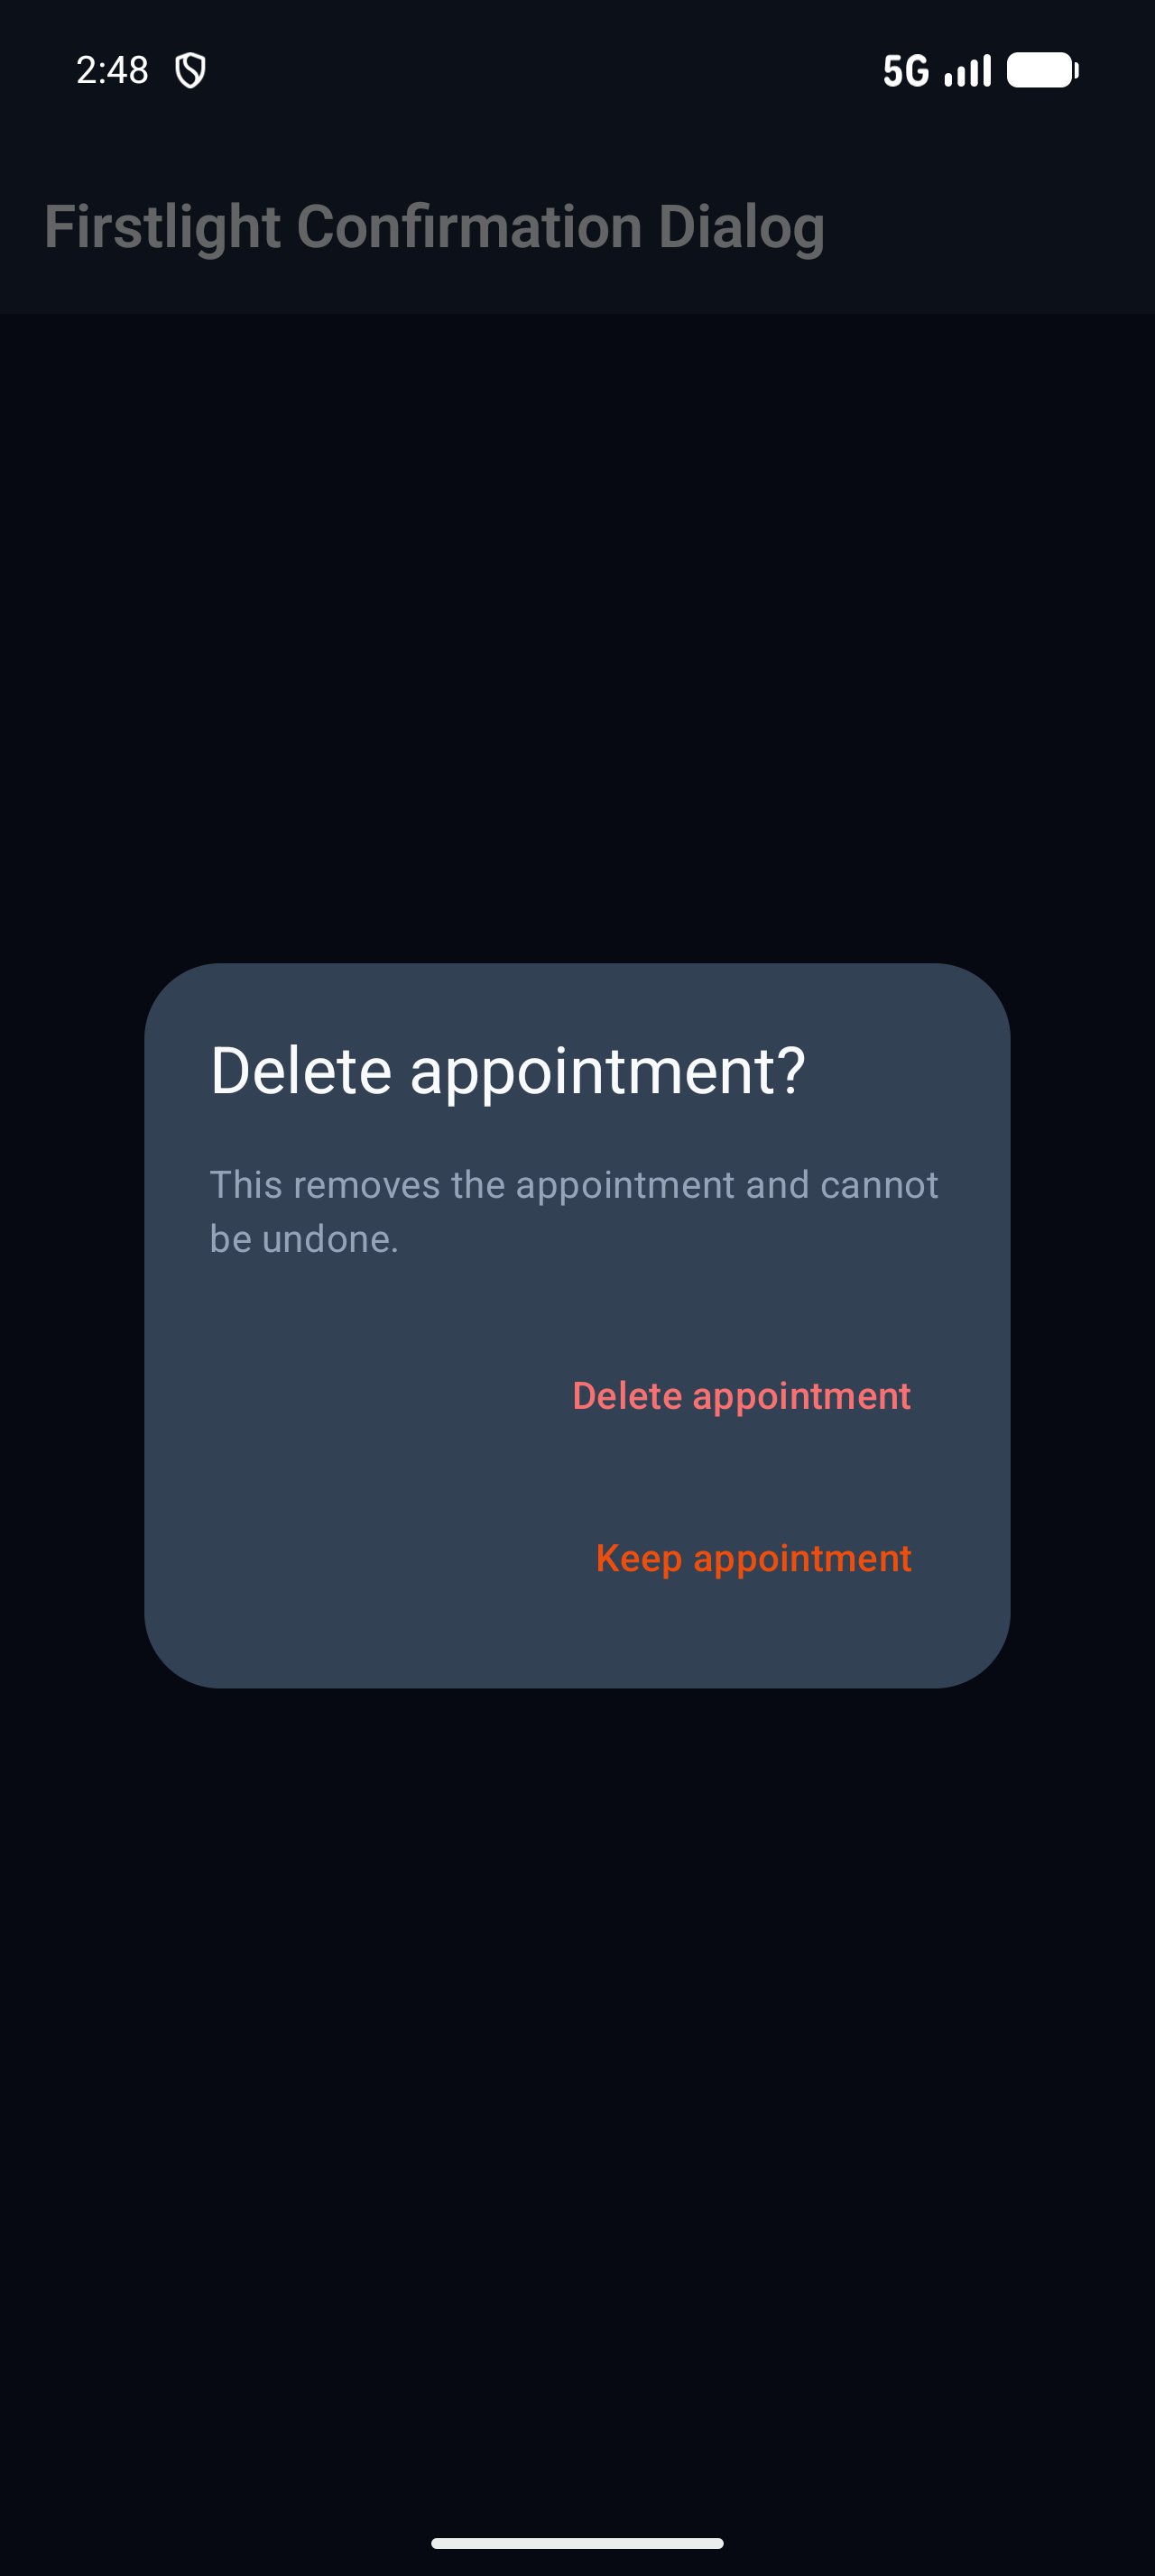 2:48
5G
Firstlight Confirmation Dialog
Delete appointment?
This removes the appointment and cannot
be undone.
Delete appointment
Keep appointment